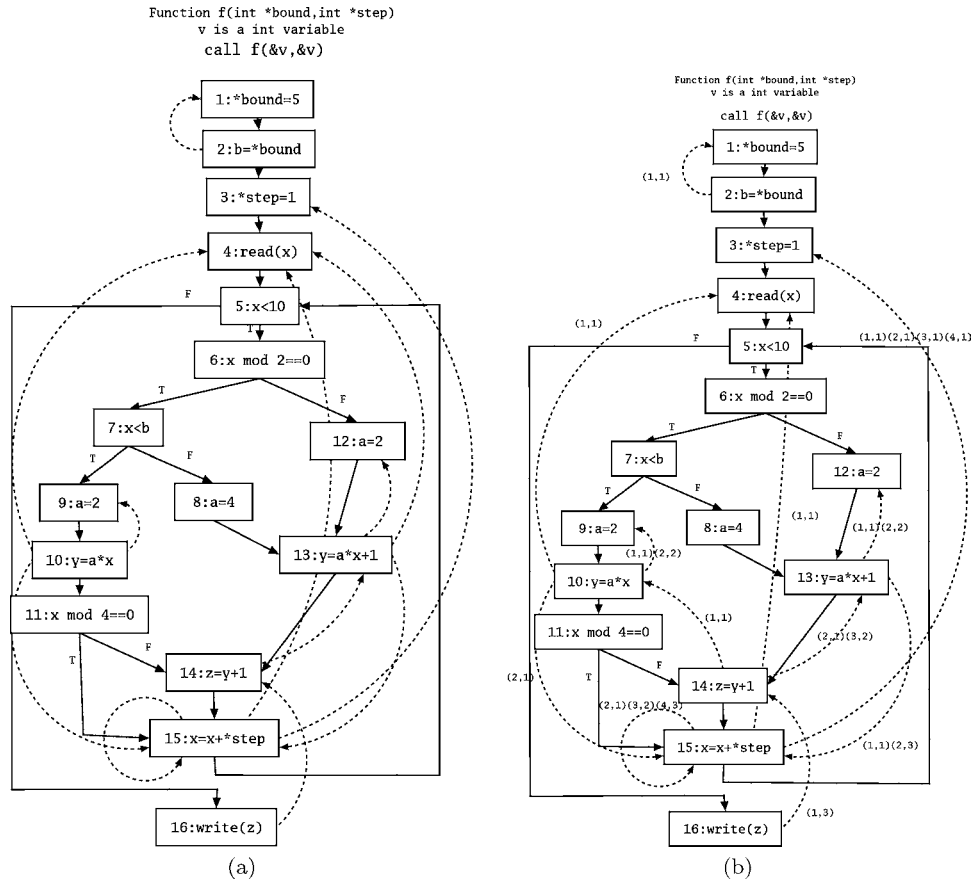 Function f(int *bound,int *step)
v is a int variable
call f(&v,&v)
1:*bound=5
2:b=*bound
3:*step=1
4:read(x)
F
5:x<10
T
6:x mod 2==0
T
F
7:x<b
12:a=2
T
F
9:a=2
8:a=4
10:y=a*x
13:y=a*x+1
11:x mod 4==0
T
F
14:z=y+1
15:x=x+*step
16:write(z)
(a)
Function f(int *bound,int *step)
v is a int variable
call f(&v,&v)
1:*bound=5
(1,1)
2:b=*bound
3:*step=1
4:read(x)
(1,1)
F
5:x<10
(1,1)(2,1)(3,1)(4,1)
T
6:x mod 2==0
T
F
7:x<b
12:a=2
T
F
9:a=2
8:a=4
(1,1)
(1,1)(2,2)
(1,1)(2,2)
10:y=a*x
13:y=a*x+1
(1,1)
11:x mod 4==0
(2,1)(3,2)
(2,1)
T
F
14:z=y+1
(2,1)(3,2)(4,3)
15:x=x+*step
(1,1)(2,3)
(1,3)
16:write(z)
(b)